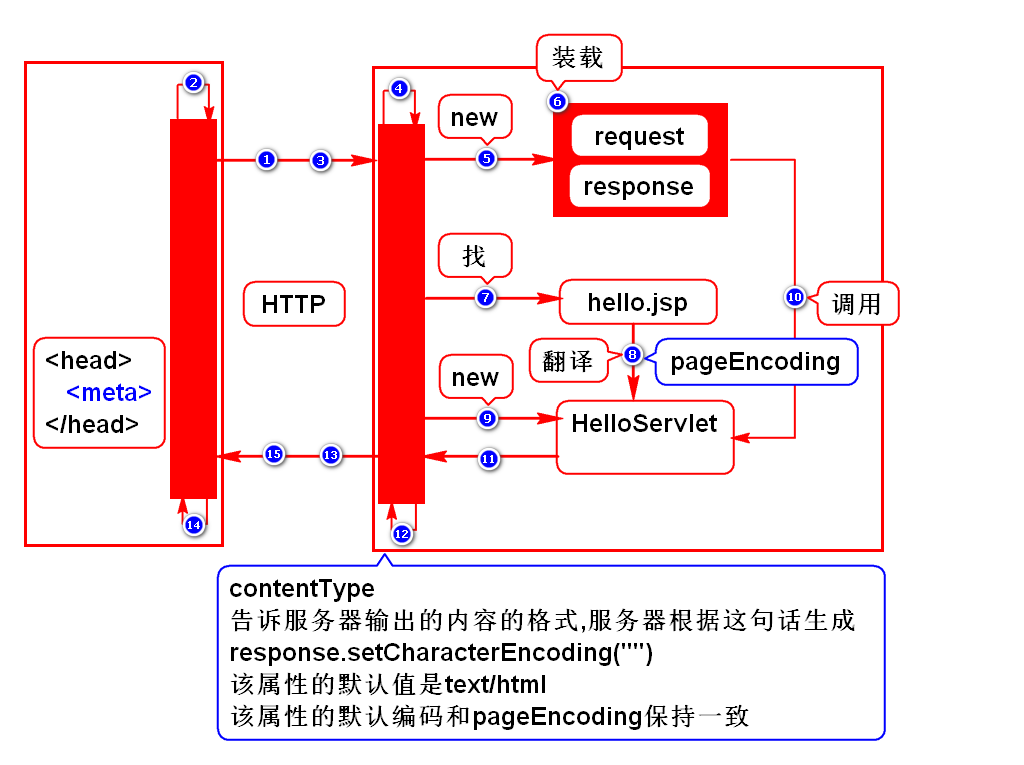 装载
②
④
new
⑥
request
①
③
⑤
response
找
⑦
hello.jsp
⑩
调用
HTTP
<head>
<meta>
</head>
翻译
⑧
pageEncoding
new
⑨
HelloServlet
⑮
⑬
⑪
⑭
⑫
contentType
告诉服务器输出的内容的格式,服务器根据这句话生成
response.setCharacterEncoding("")
该属性的默认值是text/html
该属性的默认编码和pageEncoding保持一致